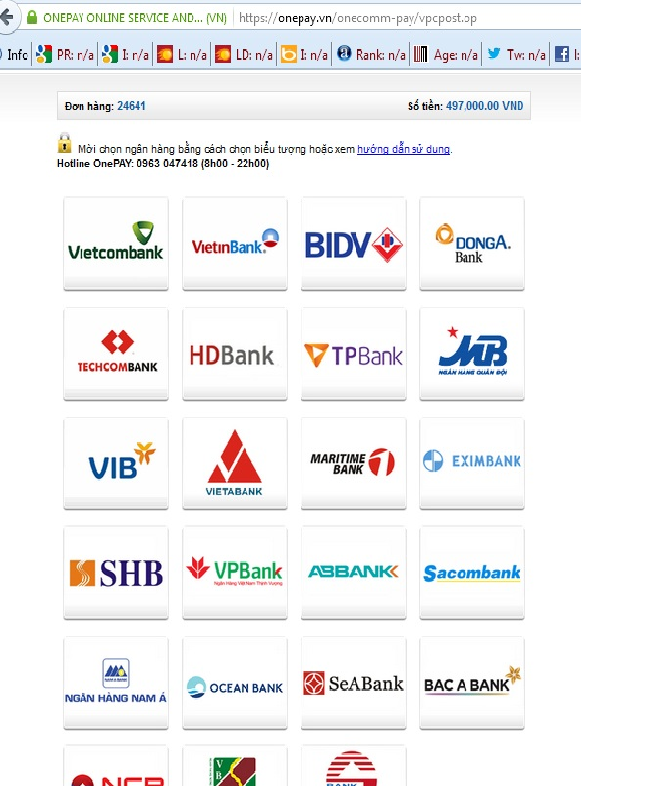 ONEPAY ONLINE SERVICE AND... (VN) https://onepay.vn/onecomm-pay/vpcpost.op
Info PR: n/a I: n/a L: n/a LD: n/a I: n/a Rank: n/a Age: n/a Tw: n/a I:
Đơn hàng: 24641 Số tiền: 497.000.00 VND
Mời chọn ngân hàng bằng cách chọn biểu tượng hoặc xem hướng dẫn sử dụng.
Hotline OnePAY: 0963 047418 (8h00 - 22h00)
Vietcombank VietinBank BIDV DONGA Bank
TECHCOMBANK HDBank TPBank MB NGÂN HÀNG QUÂN ĐỘI
VIB VIETABANK MARITIME BANK EXIMBANK
SHB VPBank Ngân Hàng Việt Nam Thịnh Vượng ABBANK Sacombank
NGÂN HÀNG NAM Á OCEAN BANK SeABank BAC A BANK
NCB VB BANK